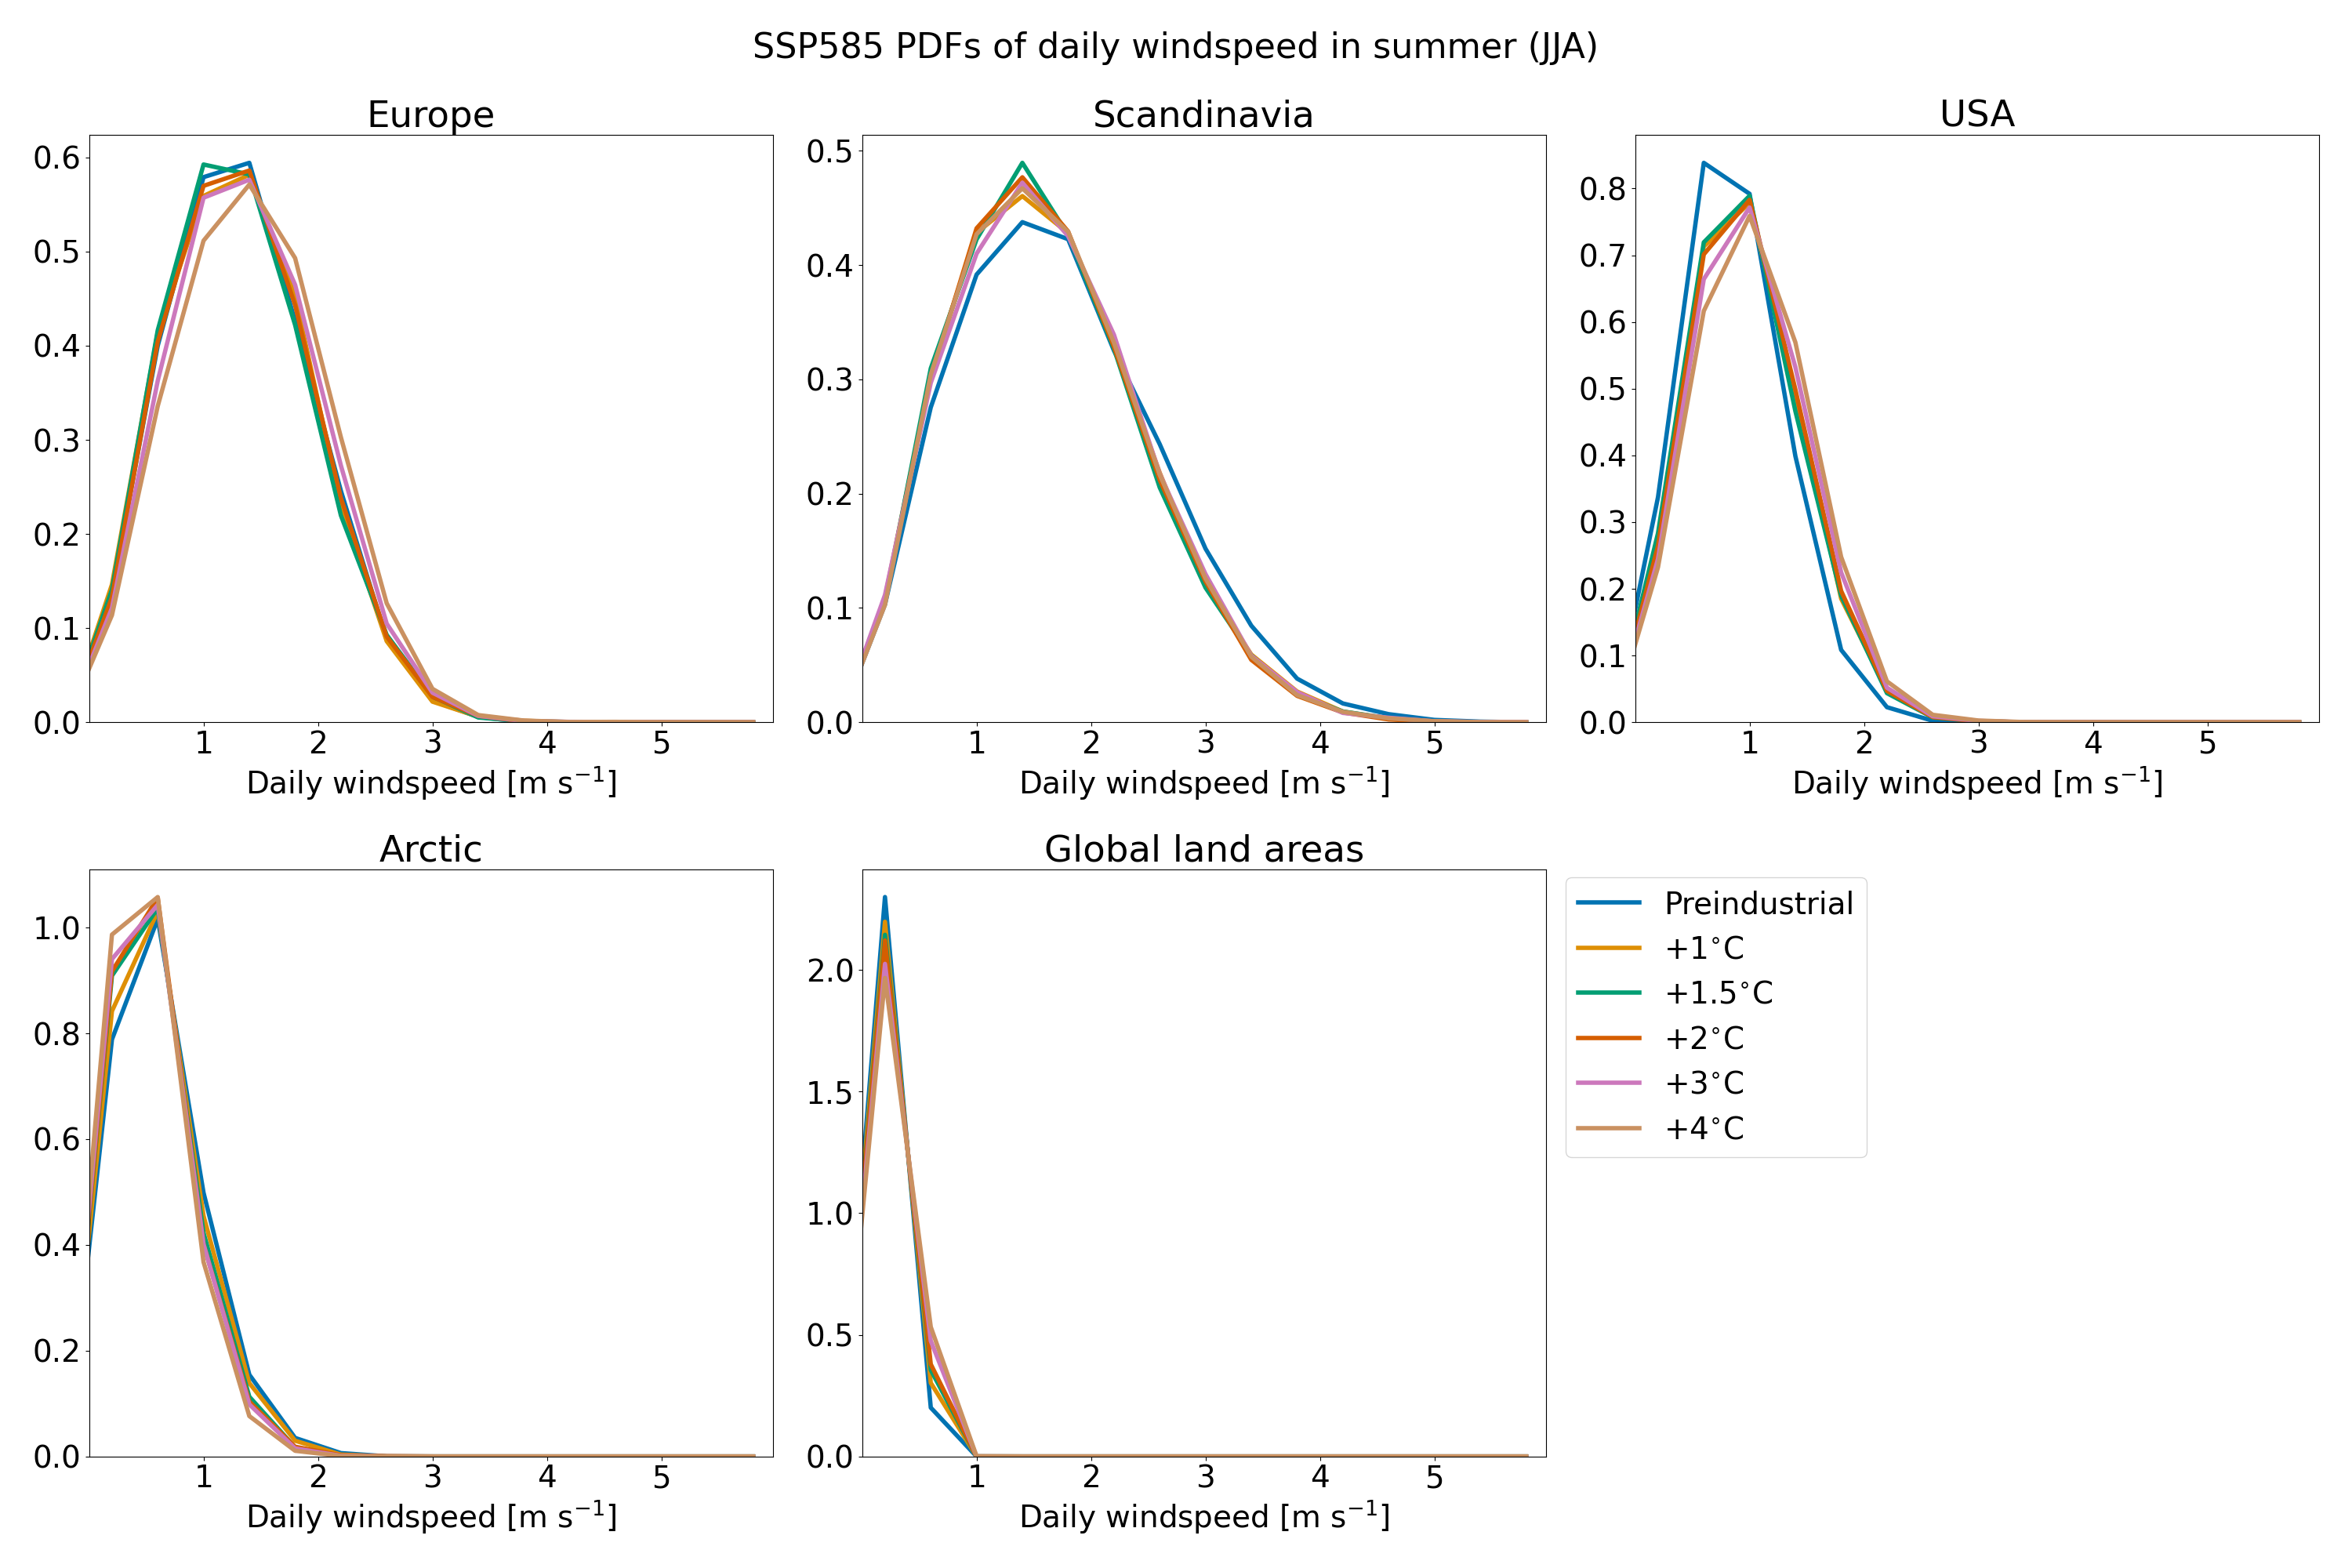 SSP585 PDFs of daily windspeed in summer (JJA)
Europe
0.6
0.5
0.4
0.3
0.2
0.1
0.0
1 2 3 4 5
Daily windspeed [m s⁻¹]
Scandinavia
0.5
0.4
0.3
0.2
0.1
0.0
1 2 3 4 5
Daily windspeed [m s⁻¹]
USA
0.8
0.7
0.6
0.5
0.4
0.3
0.2
0.1
0.0
1 2 3 4 5
Daily windspeed [m s⁻¹]
Arctic
1.0
0.8
0.6
0.4
0.2
0.0
1 2 3 4 5
Daily windspeed [m s⁻¹]
Global land areas
2.0
1.5
1.0
0.5
0.0
1 2 3 4 5
Daily windspeed [m s⁻¹]
Preindustrial
+1°C
+1.5°C
+2°C
+3°C
+4°C